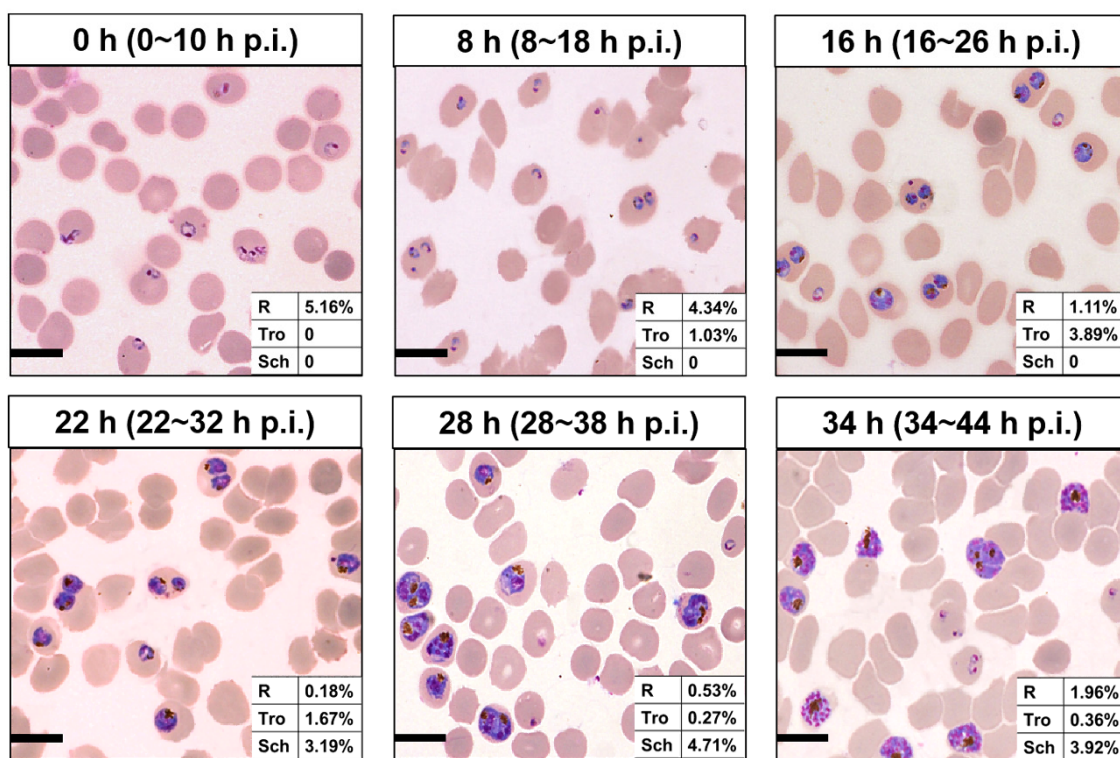 0 h (0~10 h p.i.)
R 5.16%
Tro 0
Sch 0
8 h (8~18 h p.i.)
R 4.34%
Tro 1.03%
Sch 0
16 h (16~26 h p.i.)
R 1.11%
Tro 3.89%
Sch 0
22 h (22~32 h p.i.)
R 0.18%
Tro 1.67%
Sch 3.19%
28 h (28~38 h p.i.)
R 0.53%
Tro 0.27%
Sch 4.71%
34 h (34~44 h p.i.)
R 1.96%
Tro 0.36%
Sch 3.92%